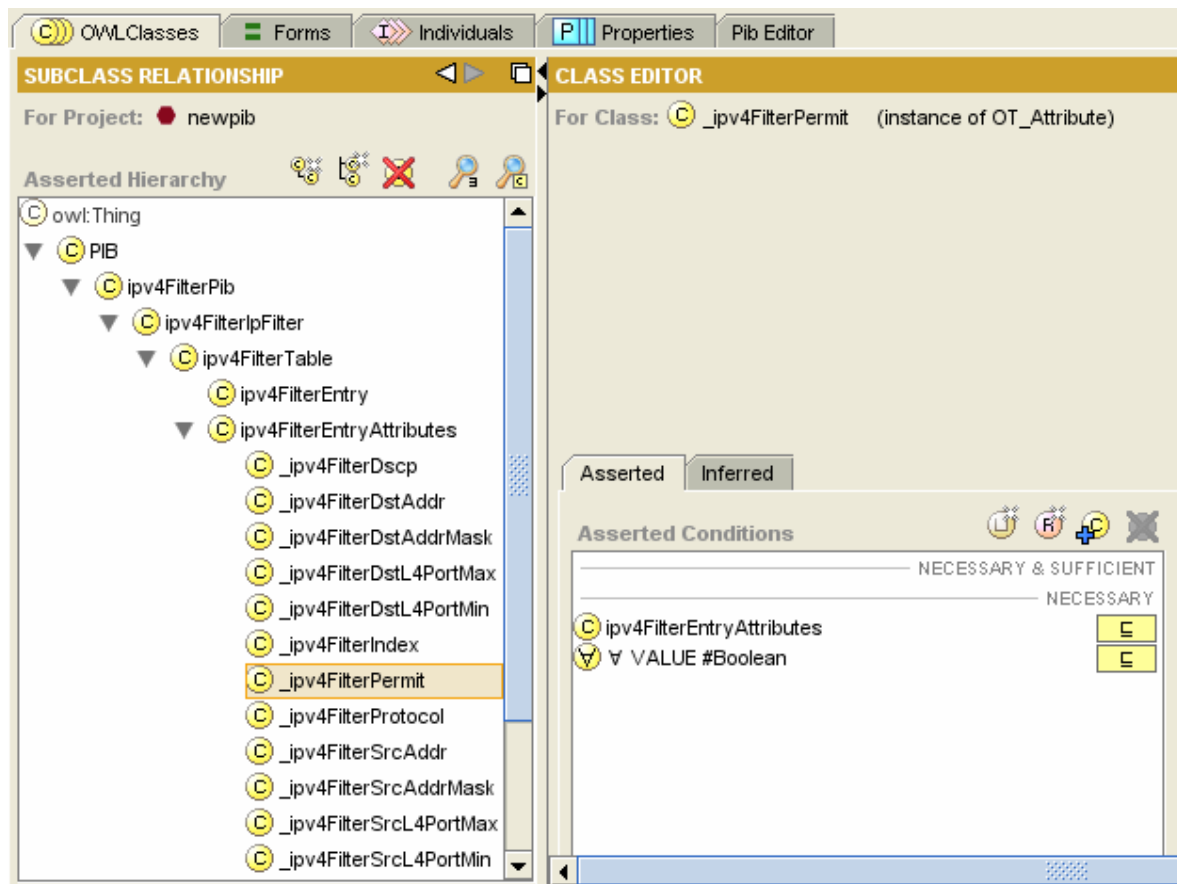 OWLClasses
Forms
Individuals
Properties
Pib Editor
SUBCLASS RELATIONSHIP
For Project: newpib
Asserted Hierarchy
owl:Thing
PIB
ipv4FilterPib
ipv4FilterIpFilter
ipv4FilterTable
ipv4FilterEntry
ipv4FilterEntryAttributes
_ipv4FilterDscp
_ipv4FilterDstAddr
_ipv4FilterDstAddrMask
_ipv4FilterDstL4PortMax
_ipv4FilterDstL4PortMin
_ipv4FilterIndex
_ipv4FilterPermit
_ipv4FilterProtocol
_ipv4FilterSrcAddr
_ipv4FilterSrcAddrMask
_ipv4FilterSrcL4PortMax
_ipv4FilterSrcL4PortMin
CLASS EDITOR
For Class: _ipv4FilterPermit (instance of OT_Attribute)
Asserted
Inferred
Asserted Conditions
NECESSARY & SUFFICIENT
NECESSARY
ipv4FilterEntryAttributes ⊑
∀ VALUE #Boolean ⊑